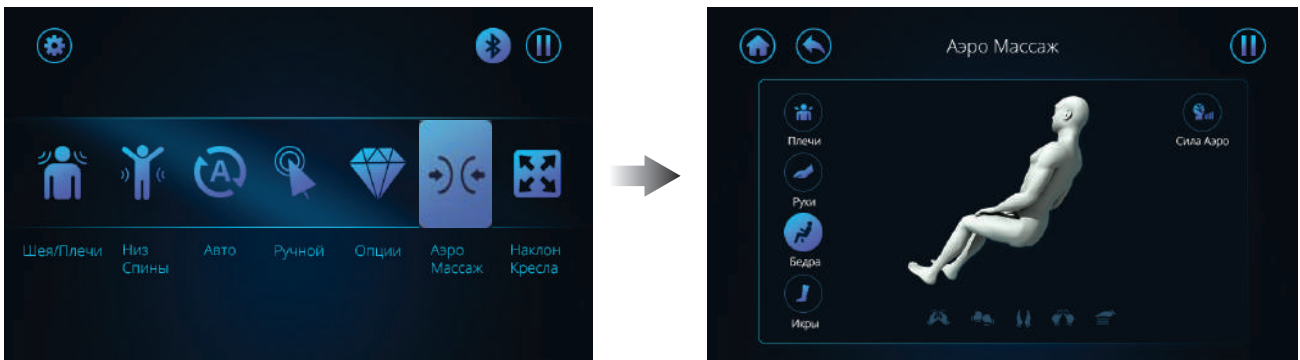 Шея/Плечи
Низ
Спины
Авто
Ручной
Опции
Аэро
Массаж
Наклон
Кресла
Аэро Массаж
Плечи
Руки
Бедра
Икры
Сила Аэро